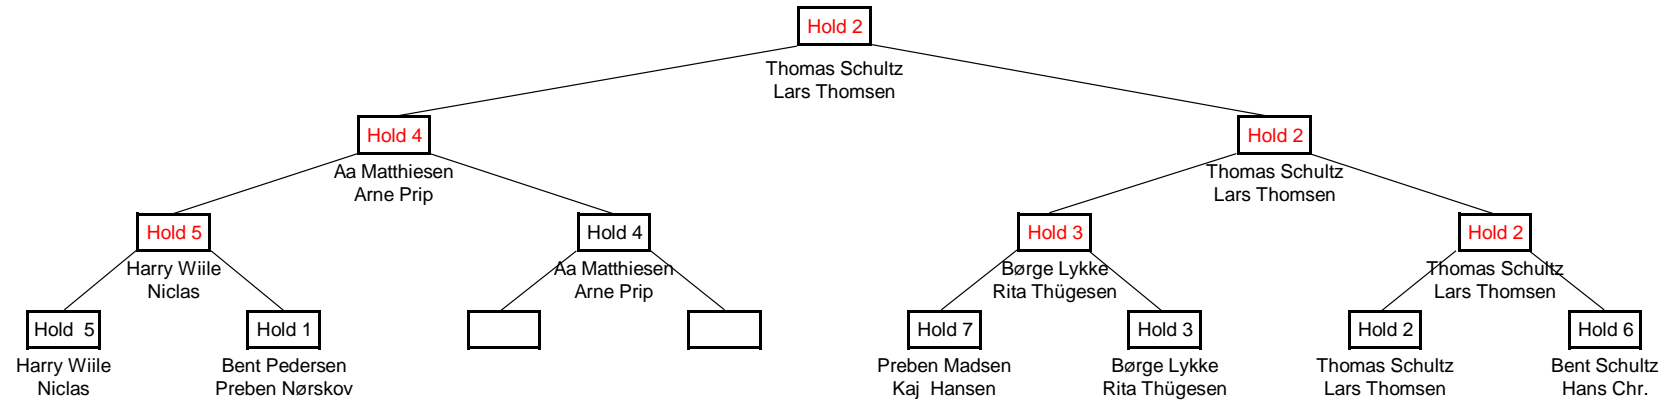 Hold 2
Thomas Schultz
Lars Thomsen
Hold 4
Aa Matthiesen
Arne Prip
Hold 2
Thomas Schultz
Lars Thomsen
Hold 5
Harry Wiile
Niclas
Hold 4
Aa Matthiesen
Arne Prip
Hold 3
Børge Lykke
Rita Thügesen
Hold 2
Thomas Schultz
Lars Thomsen
Hold 5
Harry Wiile
Niclas
Hold 1
Bent Pedersen
Preben Nørskov
Hold 7
Preben Madsen
Kaj Hansen
Hold 3
Børge Lykke
Rita Thügesen
Hold 2
Thomas Schultz
Lars Thomsen
Hold 6
Bent Schultz
Hans Chr.